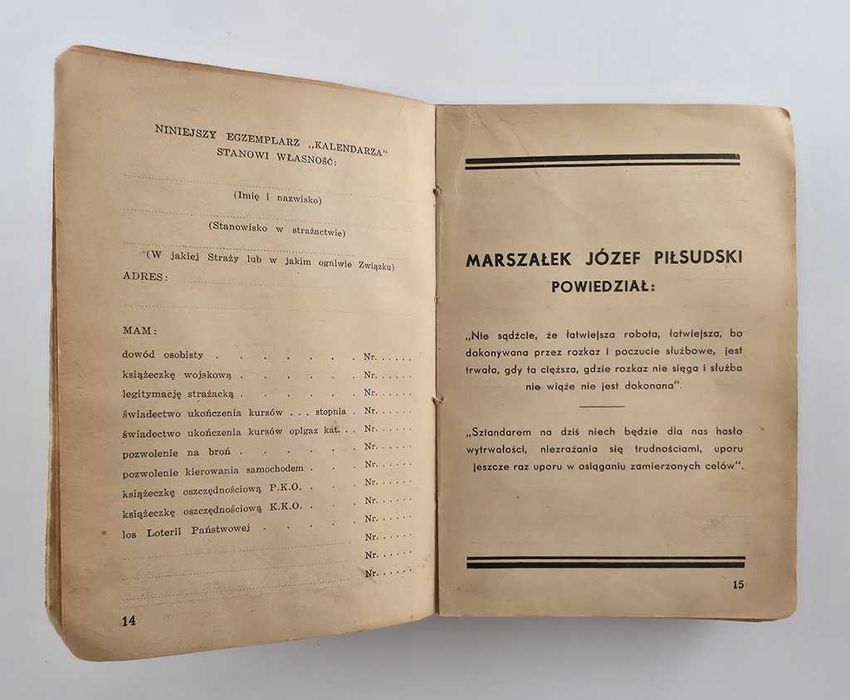 NINIEJSZY EGZEMPLARZ „KALENDARZA"
STANOWI WŁASNOŚĆ:
(Imię i nazwisko)
(Stanowisko w strażactwie)
(W jakiej Straży lub w jakim ogniwie Związku)
ADRES:
MAM:
dowód osobisty . . . . . . Nr. . . . . .
książeczkę wojskową . . . . . Nr. . . . . .
legitymację strażacką . . . . . Nr. . . . . .
świadectwo ukończenia kursów . . . stopnia . Nr. . . . . .
świadectwo ukończenia kursów oplgaz kat. . . Nr. . . . . .
pozwolenie na broń . . . . . Nr. . . . . .
pozwolenie kierowania samochodem . . . Nr. . . . . .
książeczkę oszczędnościową P.K.O. . . . Nr. . . . . .
książeczkę oszczędnościową K.K.O. . . . Nr. . . . . .
los Loterii Państwowej . . . . . Nr. . . . . .
Nr. . . . . .
Nr. . . . . .
Nr. . . . . .
14
MARSZAŁEK JÓZEF PIŁSUDSKI
POWIEDZIAŁ:
„Nie sądźcie, że łatwiejsza robota, łatwiejsza, bo
dokonywana przez rozkaz i poczucie służbowe, jest
trwała, gdy ta cięższa, gdzie rozkaz nie sięga i służba
nie wiąże nie jest dokonana".
„Sztandarem na dziś niech będzie dla nas hasło
wytrwałości, niezrażania się trudnościami, uporu
jeszcze raz uporu w osiąganiu zamierzonych celów".
15